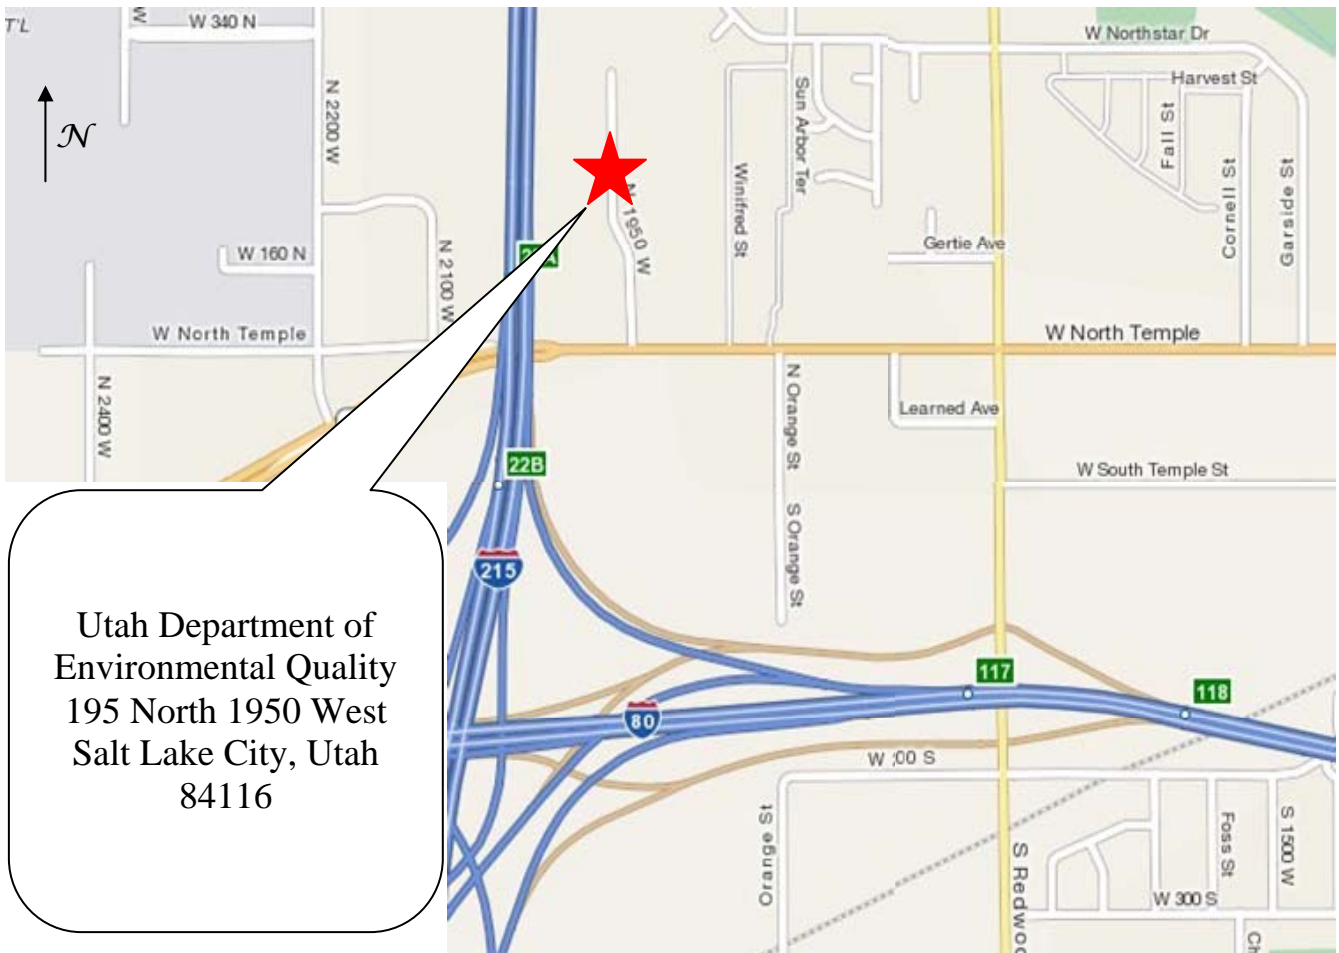 T'L
W
W 340 N
W Northstar Dr
Harvest St
N
N 2200 W
Sun Arbor Ter
Fall St
Winifred St
Cornell St
Garside St
N 1950 W
N 2100 W
Gertie Ave
W 160 N
W North Temple
W North Temple
N 2400 W
N Orange St
Learned Ave
22B
W South Temple St
S Orange St
215
Utah Department of
Environmental Quality
195 North 1950 West
Salt Lake City, Utah
84116
117
118
80
W :00 S
Orange St
Foss St
S 1500 W
S Redwoo
W 300 S
Ch